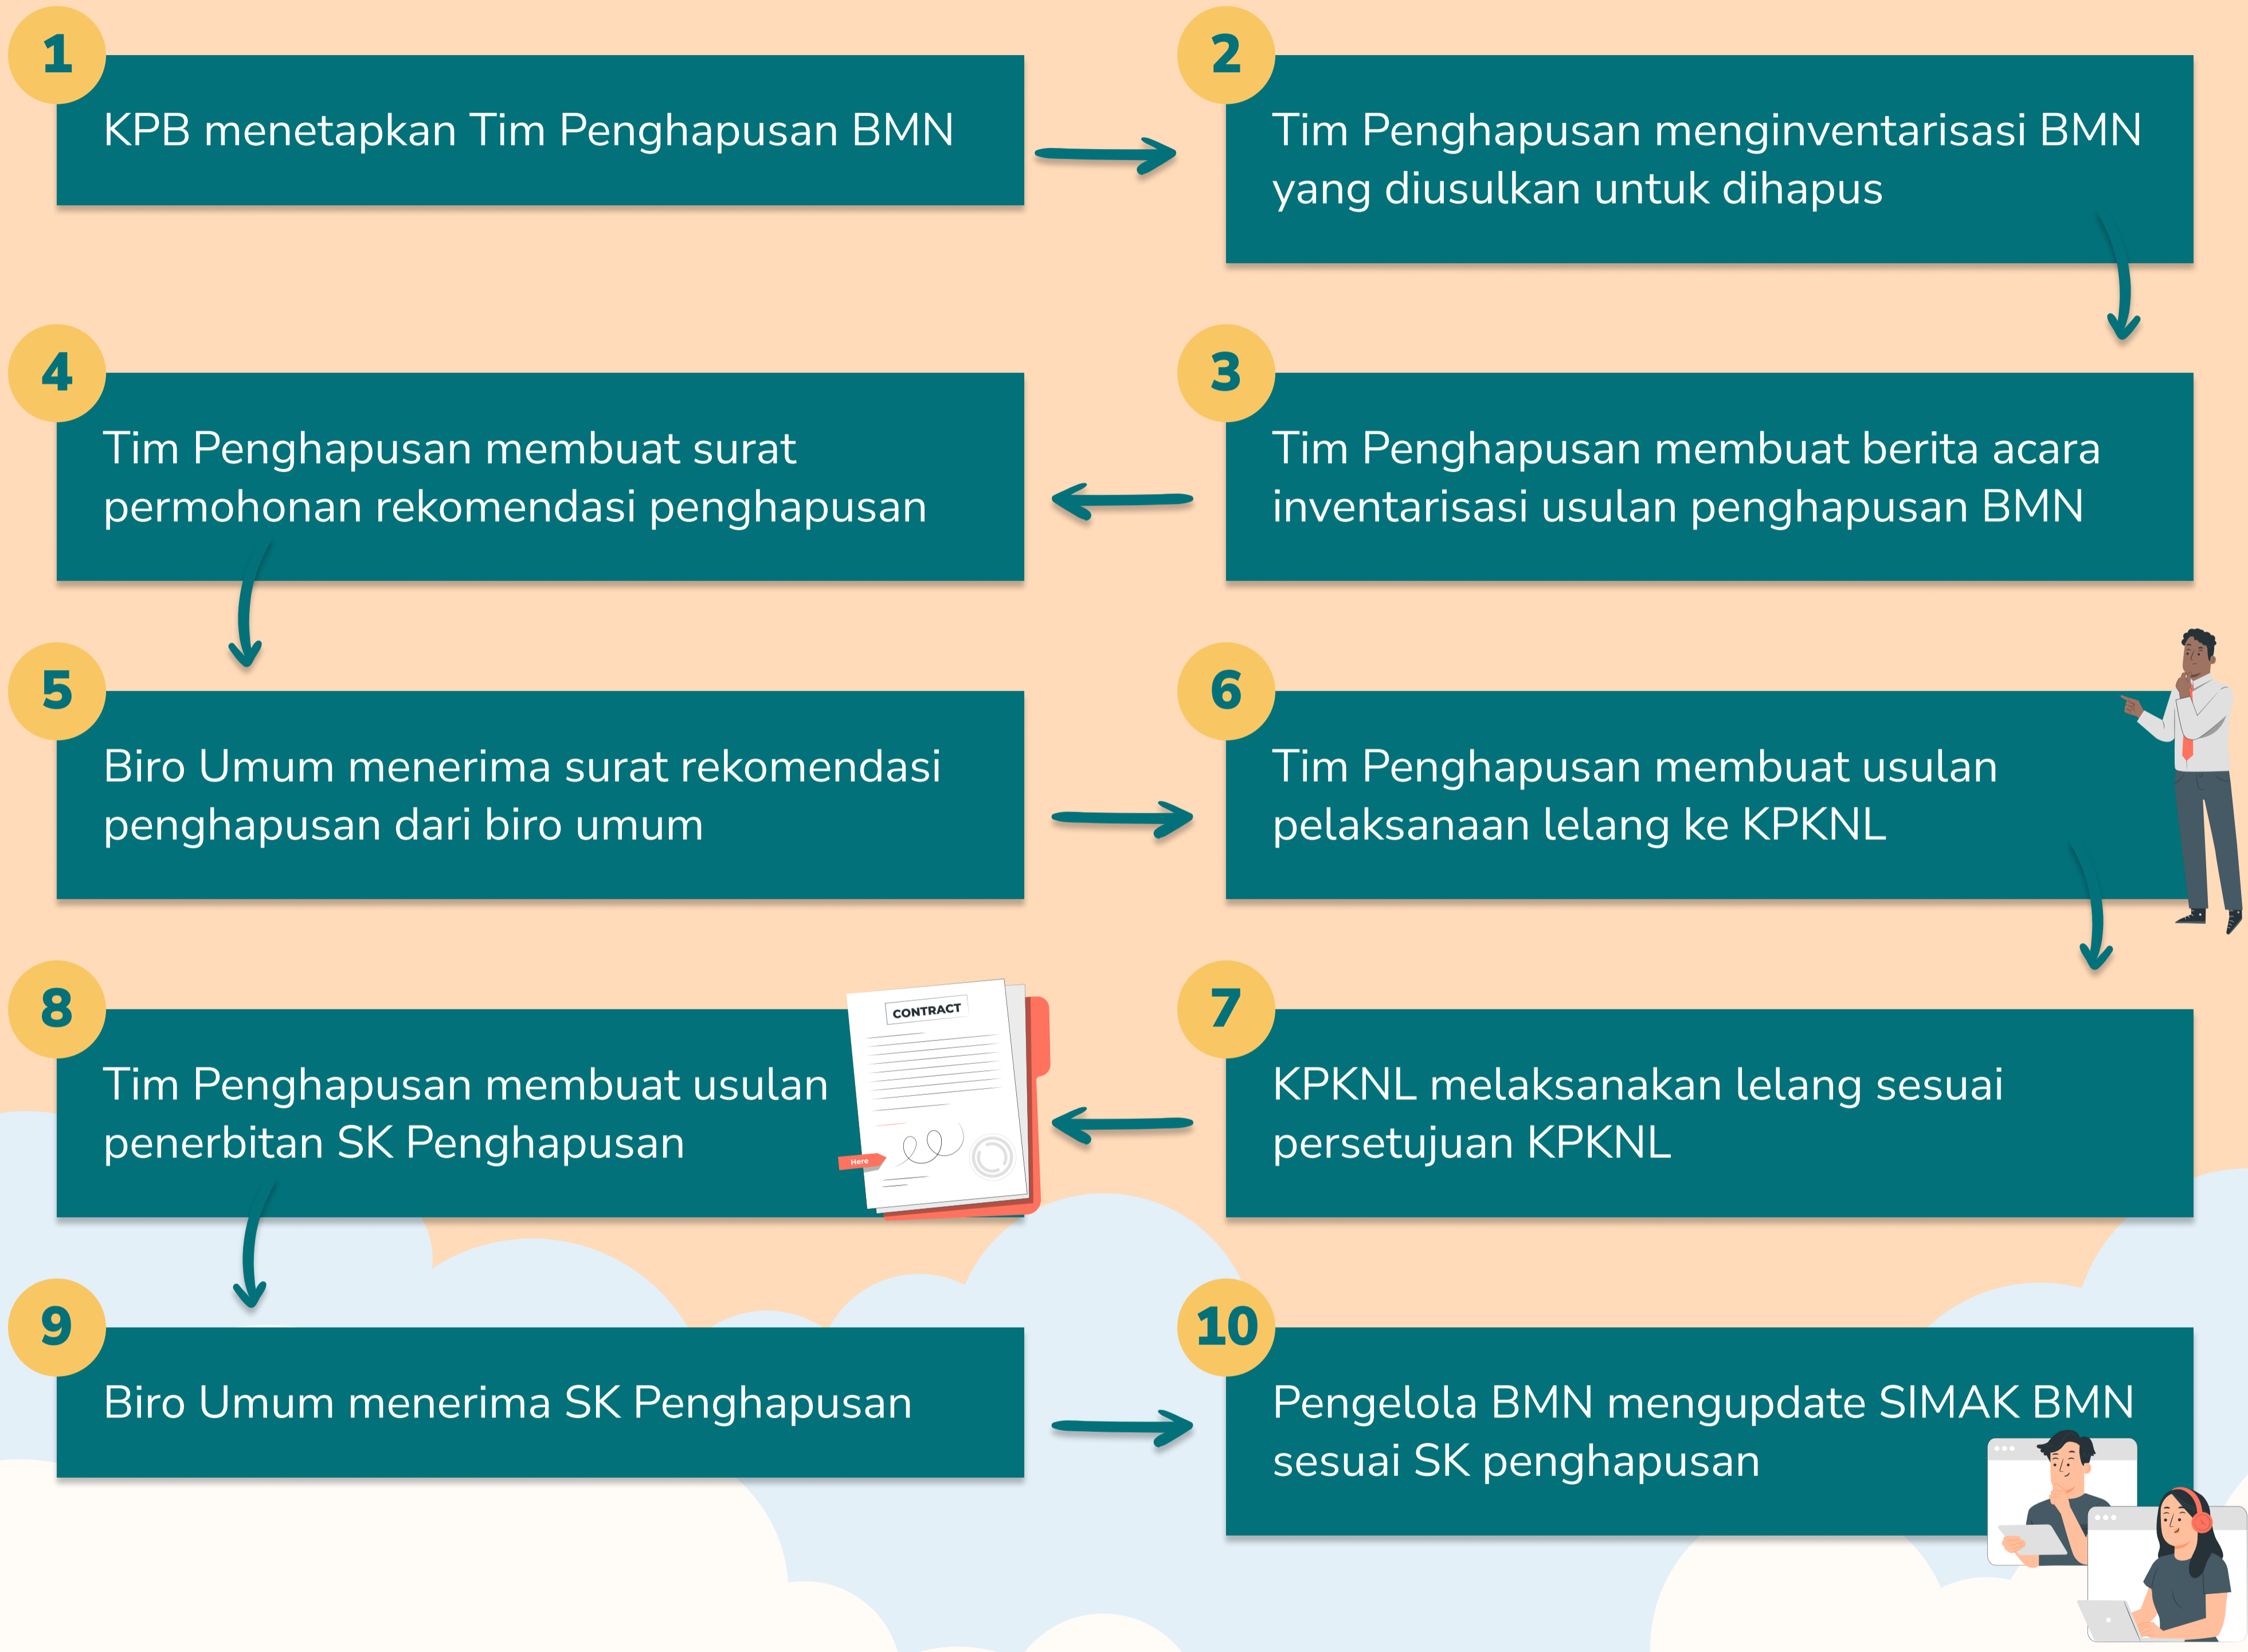 1
KPB menetapkan Tim Penghapusan BMN
2
Tim Penghapusan menginventarisasi BMN
yang diusulkan untuk dihapus
3
Tim Penghapusan membuat berita acara
inventarisasi usulan penghapusan BMN
4
Tim Penghapusan membuat surat
permohonan rekomendasi penghapusan
5
Biro Umum menerima surat rekomendasi
penghapusan dari biro umum
6
Tim Penghapusan membuat usulan
pelaksanaan lelang ke KPKNL
7
KPKNL melaksanakan lelang sesuai
persetujuan KPKNL
8
Tim Penghapusan membuat usulan
penerbitan SK Penghapusan
CONTRACT
Here
9
Biro Umum menerima SK Penghapusan
10
Pengelola BMN mengupdate SIMAK BMN
sesuai SK penghapusan